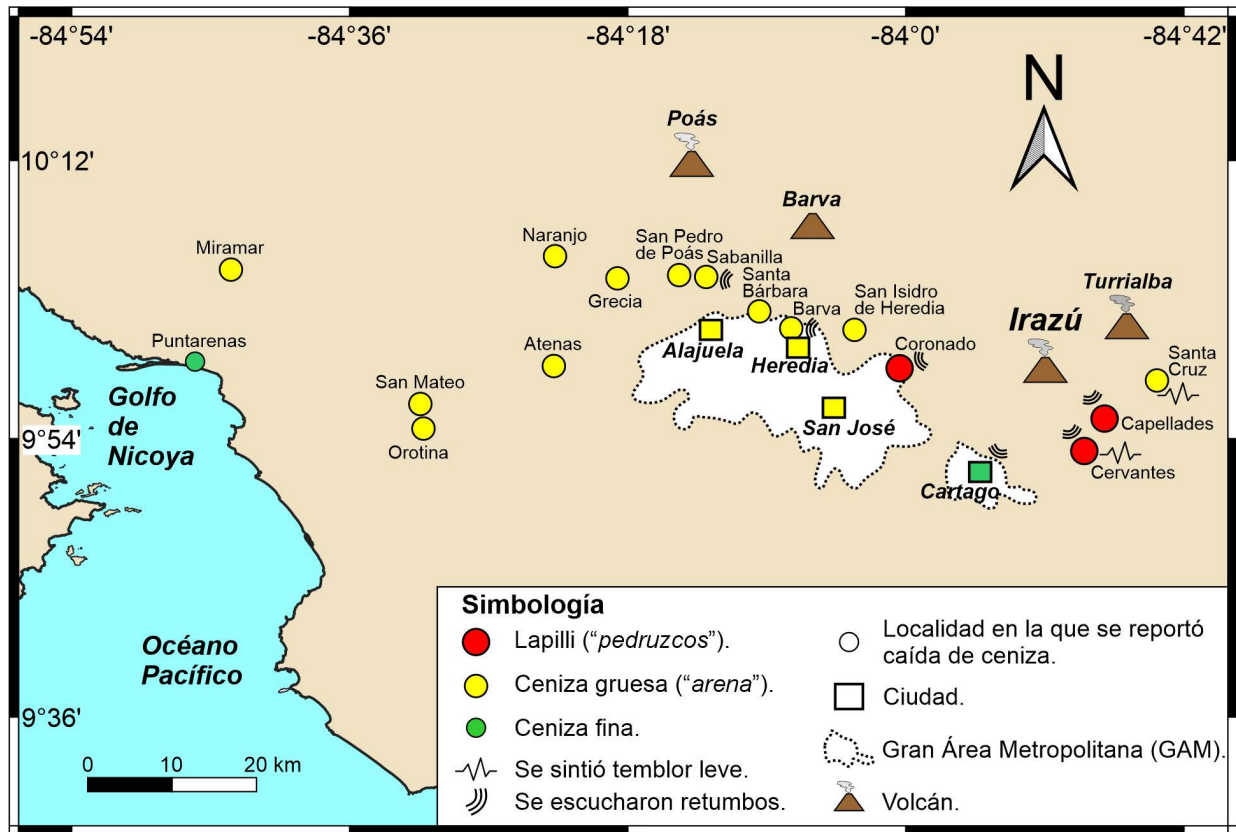 -84°54'
-84°36'
-84°18'
-84°0'
-84°42'
N
Poás
10°12'
Barva
Miramar
Naranjo
San Pedro
de Poás
Sabanilla
Grecia
Santa
Bárbara
Barva
San Isidro
de Heredia
Turrialba
Irazú
Puntarenas
Atenas
Alajuela
Heredia
Coronado
Santa
Cruz
San Mateo
Golfo
de
Nicoya
Orotina
San José
Capellades
9°54'
Cervantes
Cartago
Océano
Pacífico
9°36'
0
10
20 km
Simbología
Lapilli (“pedruzcos”).
Ceniza gruesa (“arena”).
Ceniza fina.
Se sintió temblor leve.
Se escucharon retumbos.
Localidad en la que se reportó
caída de ceniza.
Ciudad.
Gran Área Metropolitana (GAM).
Volcán.